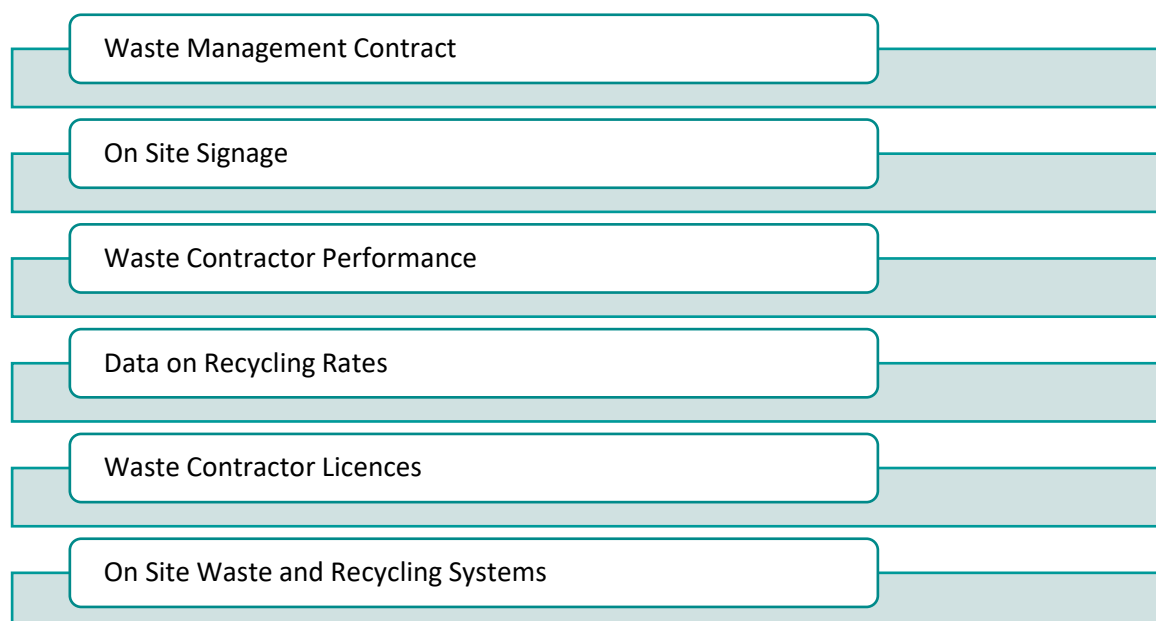 Waste Management Contract
On Site Signage
Waste Contractor Performance
Data on Recycling Rates
Waste Contractor Licences
On Site Waste and Recycling Systems